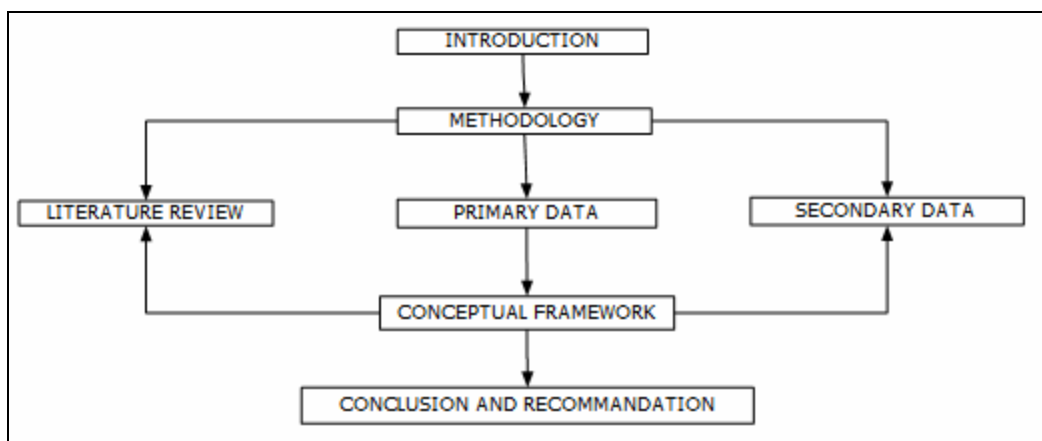 INTRODUCTION
METHODOLOGY
LITERATURE REVIEW
PRIMARY DATA
SECONDARY DATA
CONCEPTUAL FRAMEWORK
CONCLUSION AND RECOMMANDATION